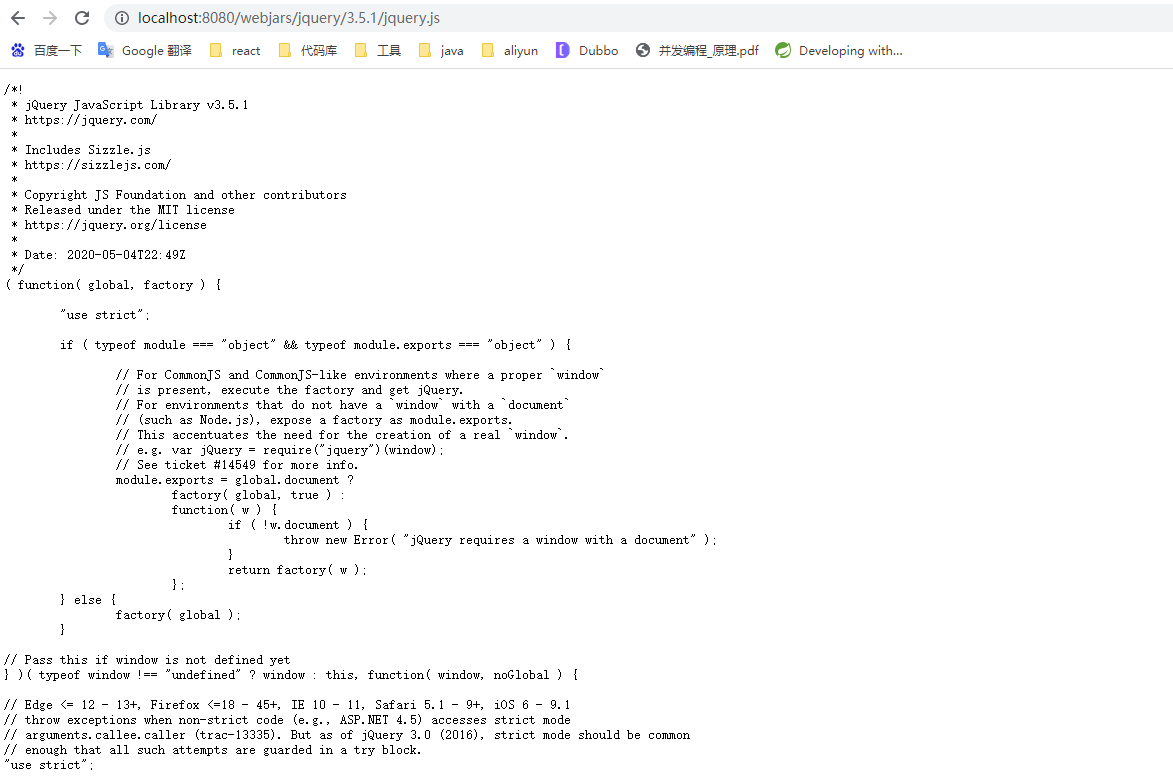 localhost:8080/webjars/jquery/3.5.1/jquery.js
百度一下 Google 翻译 react 代码库 工具 java aliyun Dubbo 并发编程_原理.pdf Developing with...
/*!
 * jQuery JavaScript Library v3.5.1
 * https://jquery.com/
 *
 * Includes Sizzle.js
 * https://sizzlejs.com/
 *
 * Copyright JS Foundation and other contributors
 * Released under the MIT license
 * https://jquery.org/license
 *
 * Date: 2020-05-04T22:49Z
 */
( function( global, factory ) {
	"use strict";
	if ( typeof module === "object" && typeof module.exports === "object" ) {
		// For CommonJS and CommonJS-like environments where a proper `window`
		// is present, execute the factory and get jQuery.
		// For environments that do not have a `window` with a `document`
		// (such as Node.js), expose a factory as module.exports.
		// This accentuates the need for the creation of a real `window`.
		// e.g. var jQuery = require("jquery")(window);
		// See ticket #14549 for more info.
		module.exports = global.document ?
			factory( global, true ) :
			function( w ) {
				if ( !w.document ) {
					throw new Error( "jQuery requires a window with a document" );
				}
				return factory( w );
			};
	} else {
		factory( global );
	}
// Pass this if window is not defined yet
} )( typeof window !== "undefined" ? window : this, function( window, noGlobal ) {
// Edge <= 12 - 13+, Firefox <=18 - 45+, IE 10 - 11, Safari 5.1 - 9+, iOS 6 - 9.1
// throw exceptions when non-strict code (e.g., ASP.NET 4.5) accesses strict mode
// arguments.callee.caller (trac-13335). But as of jQuery 3.0 (2016), strict mode should be common
// enough that all such attempts are guarded in a try block.
"use strict";